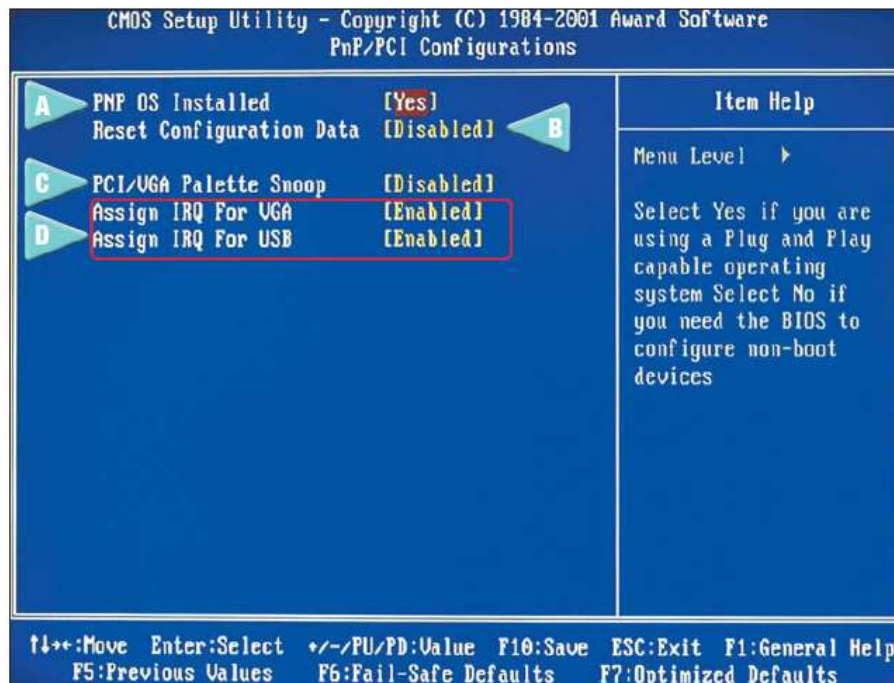 CMOS Setup Utility - Copyright (C) 1984-2001 Award Software
PnP/PCI Configurations
A PNP OS Installed [Yes]
Reset Configuration Data [Disabled] B
C PCI/VGA Palette Snoop [Disabled]
Assign IRQ For VGA [Enabled]
D Assign IRQ For USB [Enabled]
Item Help
Menu Level
Select Yes if you are
using a Plug and Play
capable operating
system Select No if
you need the BIOS to
configure non-boot
devices
↑↓→←:Move Enter:Select +/-/PU/PD:Value F10:Save ESC:Exit F1:General Help
F5:Previous Values F6:Fail-Safe Defaults F7:Optimized Defaults